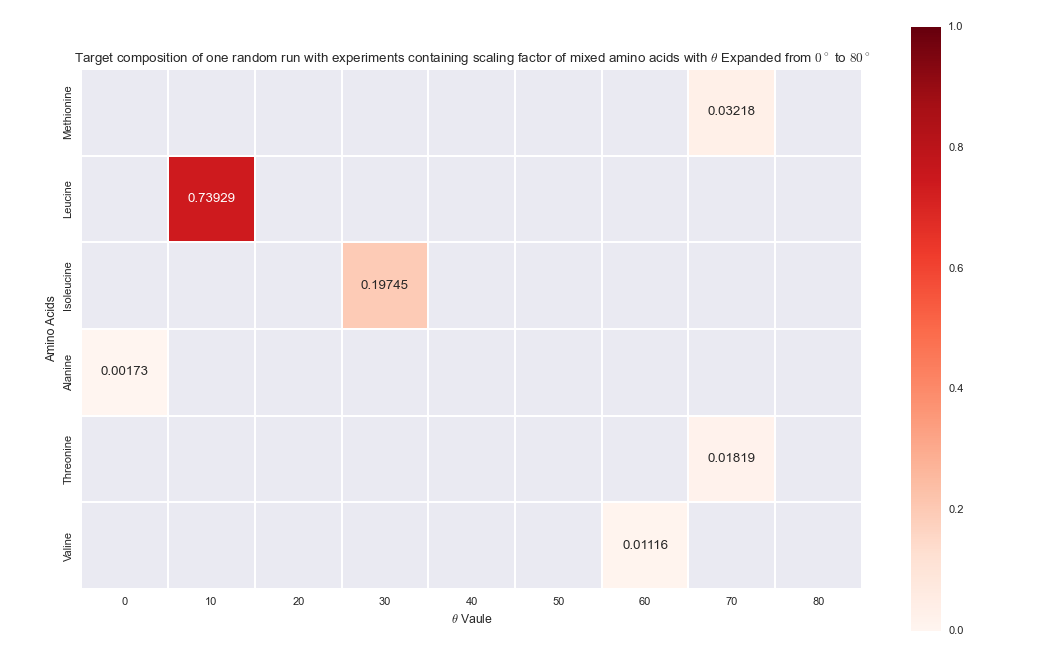 Target composition of one random run with experiments containing scaling factor of mixed amino acids with θ Expanded from 0° to 80°
1.0
0.8
0.6
0.4
0.2
0.0
Amino Acids
Methionine
0.03218
Leucine
0.73929
Isoleucine
0.19745
Alanine
0.00173
Threonine
0.01819
Valine
0.01116
0 10 20 30 40 50 60 70 80
θ Vaule